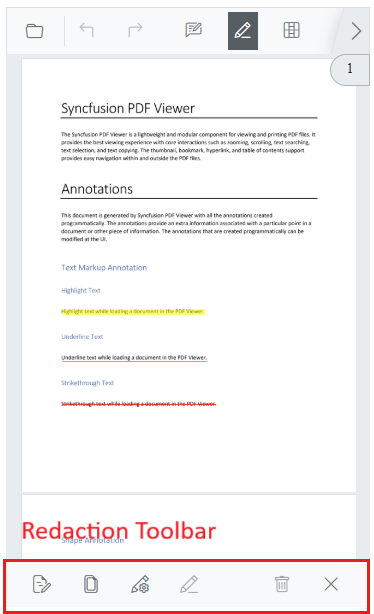 1
Syncfusion PDF Viewer
The Syncfusion PDF Viewer is a lightweight and modular component for viewing and printing PDF files. It
provides the best viewing experience with core interactions such as zooming, scrolling, text searching,
text selection, and text copying. The thumbnail, bookmark, hyperlink, and table of contents support
provides easy navigation within and outside the PDF files.
Annotations
This document is generated by Syncfusion PDF Viewer with all the annotations created
programmatically. The annotations provide an extra information associated with a particular point in a
document or other piece of information. The annotations that are created programmatically can be
modified at the UI.
Text Markup Annotation
Highlight Text
Highlight text while loading a document in the PDF Viewer.
Underline Text
Underline text while loading a document in the PDF Viewer.
Strikethrough Text
Strikethrough text while loading a document in the PDF Viewer.
Redaction Toolbar
Shape Annotation